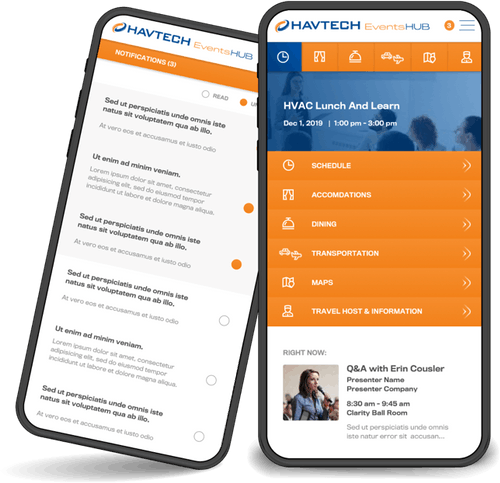 HAVTECH EventsHUB
NOTIFICATIONS (3)
READ
Sed ut perspiciatis unde omnis iste
natus sit voluptatem qua ab illo.
At vero eos et accusamus et iusto odio
Ut enim ad minim veniam.
Lorem ipsum dolor sit amet, consectetur
adipiscing elit, sed do eiusmod tempor
incididunt ut labore et dolore magna aliqua.
Sed ut perspiciatis unde omnis iste
natus sit voluptatem qua ab illo.
At vero eos et accusamus et iusto odio
Sed ut perspiciatis unde omnis iste
natus sit voluptatem qua ab illo.
At vero eos et accusamus et iusto odio
Ut enim ad minim veniam.
Lorem ipsum dolor sit amet, consectetur
adipiscing elit, sed do eiusmod tempor
incididunt ut labore et dolore magna aliqua.
Sed ut perspiciatis unde omnis iste
natus sit voluptatem qua ab illo.
At vero eos et accusamus et iusto odio
HAVTECH EventsHUB
3
HVAC Lunch And Learn
Dec 1, 2019 | 1:00 pm - 3:00 pm
SCHEDULE
ACCOMDATIONS
DINING
TRANSPORTATION
MAPS
TRAVEL HOST & INFORMATION
RIGHT NOW:
Q&A with Erin Cousler
Presenter Name
Presenter Company
8:30 am - 9:45 am
Clarity Ball Room
Sed ut perspiciatis unde omnis
iste natur error sit accusan...